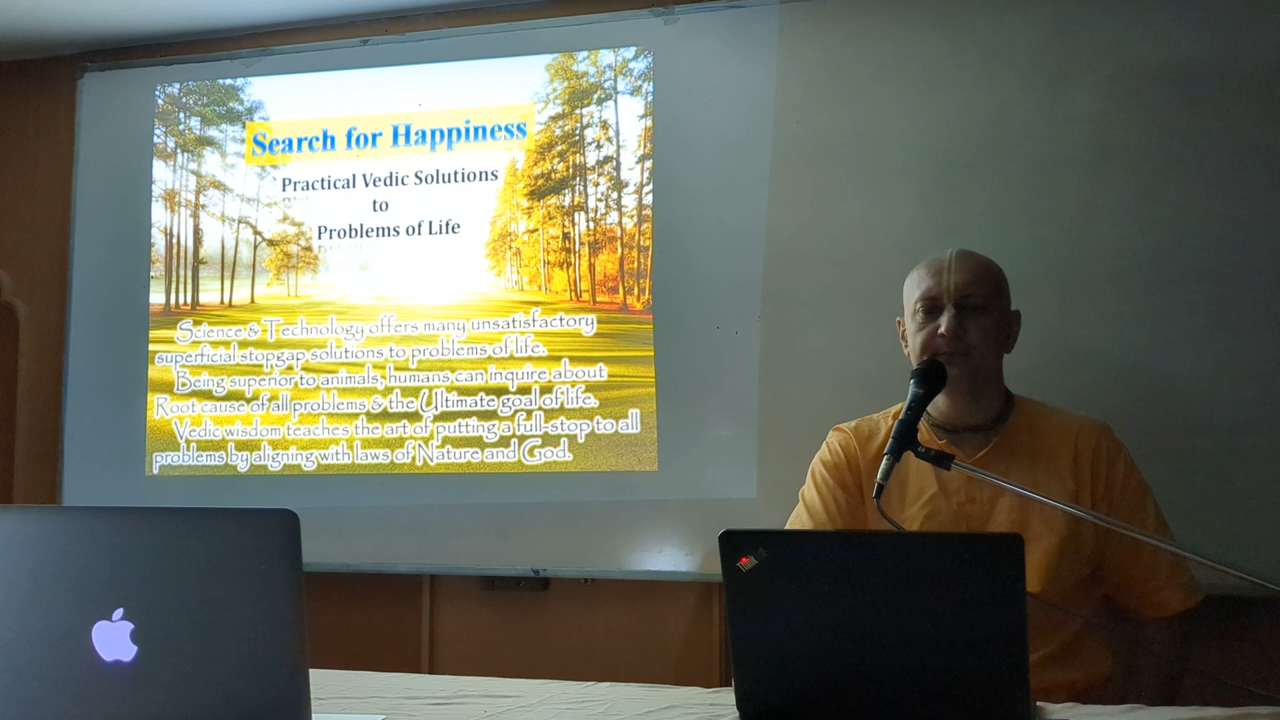 Search for Happiness
Practical Vedic Solutions
to
Problems of Life
Science & Technology offers many unsatisfactory
superficial stopgap solutions to problems of life.
Being superior to animals, humans can inquire about
Root cause of all problems & the Ultimate goal of life.
Vedic wisdom teaches the art of putting a full-stop to all
problems by aligning with laws of Nature and God.
Think